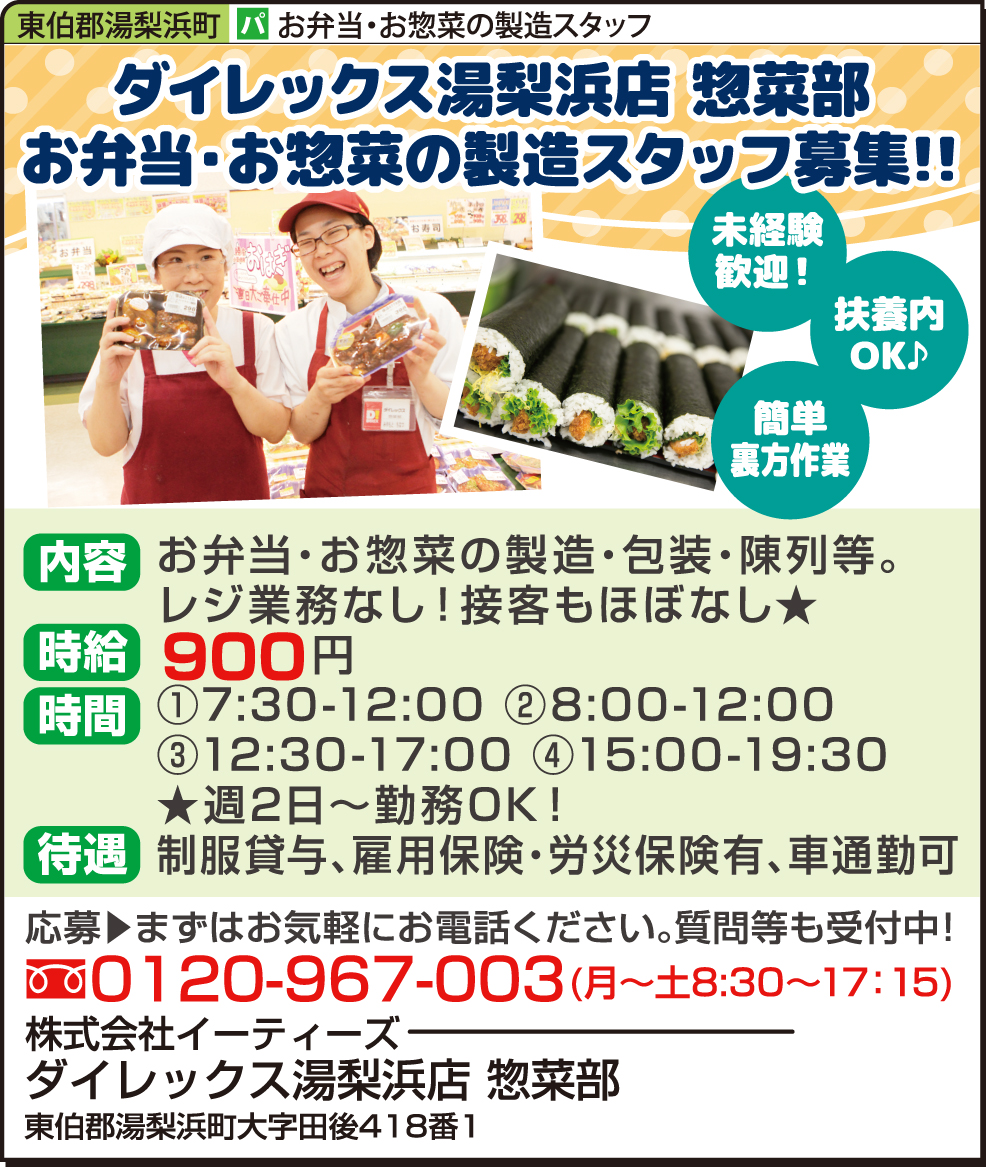 東伯郡湯梨浜町 パ お弁当・お惣菜の製造スタッフ
ダイレックス湯梨浜店 惣菜部
お弁当・お惣菜の製造スタッフ募集!!
お弁当
お寿司
おはぎ
未経験
歓迎!
扶養内
OK♪
簡単
裏方作業
内容 お弁当・お惣菜の製造・包装・陳列等。
レジ業務なし!接客もほぼなし★
時給 900円
時間 ①7:30-12:00 ②8:00-12:00
③12:30-17:00 ④15:00-19:30
★週2日〜勤務OK!
待遇 制服貸与、雇用保険・労災保険有、車通勤可
応募▶まずはお気軽にお電話ください。質問等も受付中!
0120-967-003(月〜土8:30〜17:15)
株式会社イーティーズ
ダイレックス湯梨浜店 惣菜部
東伯郡湯梨浜町大字田後418番1